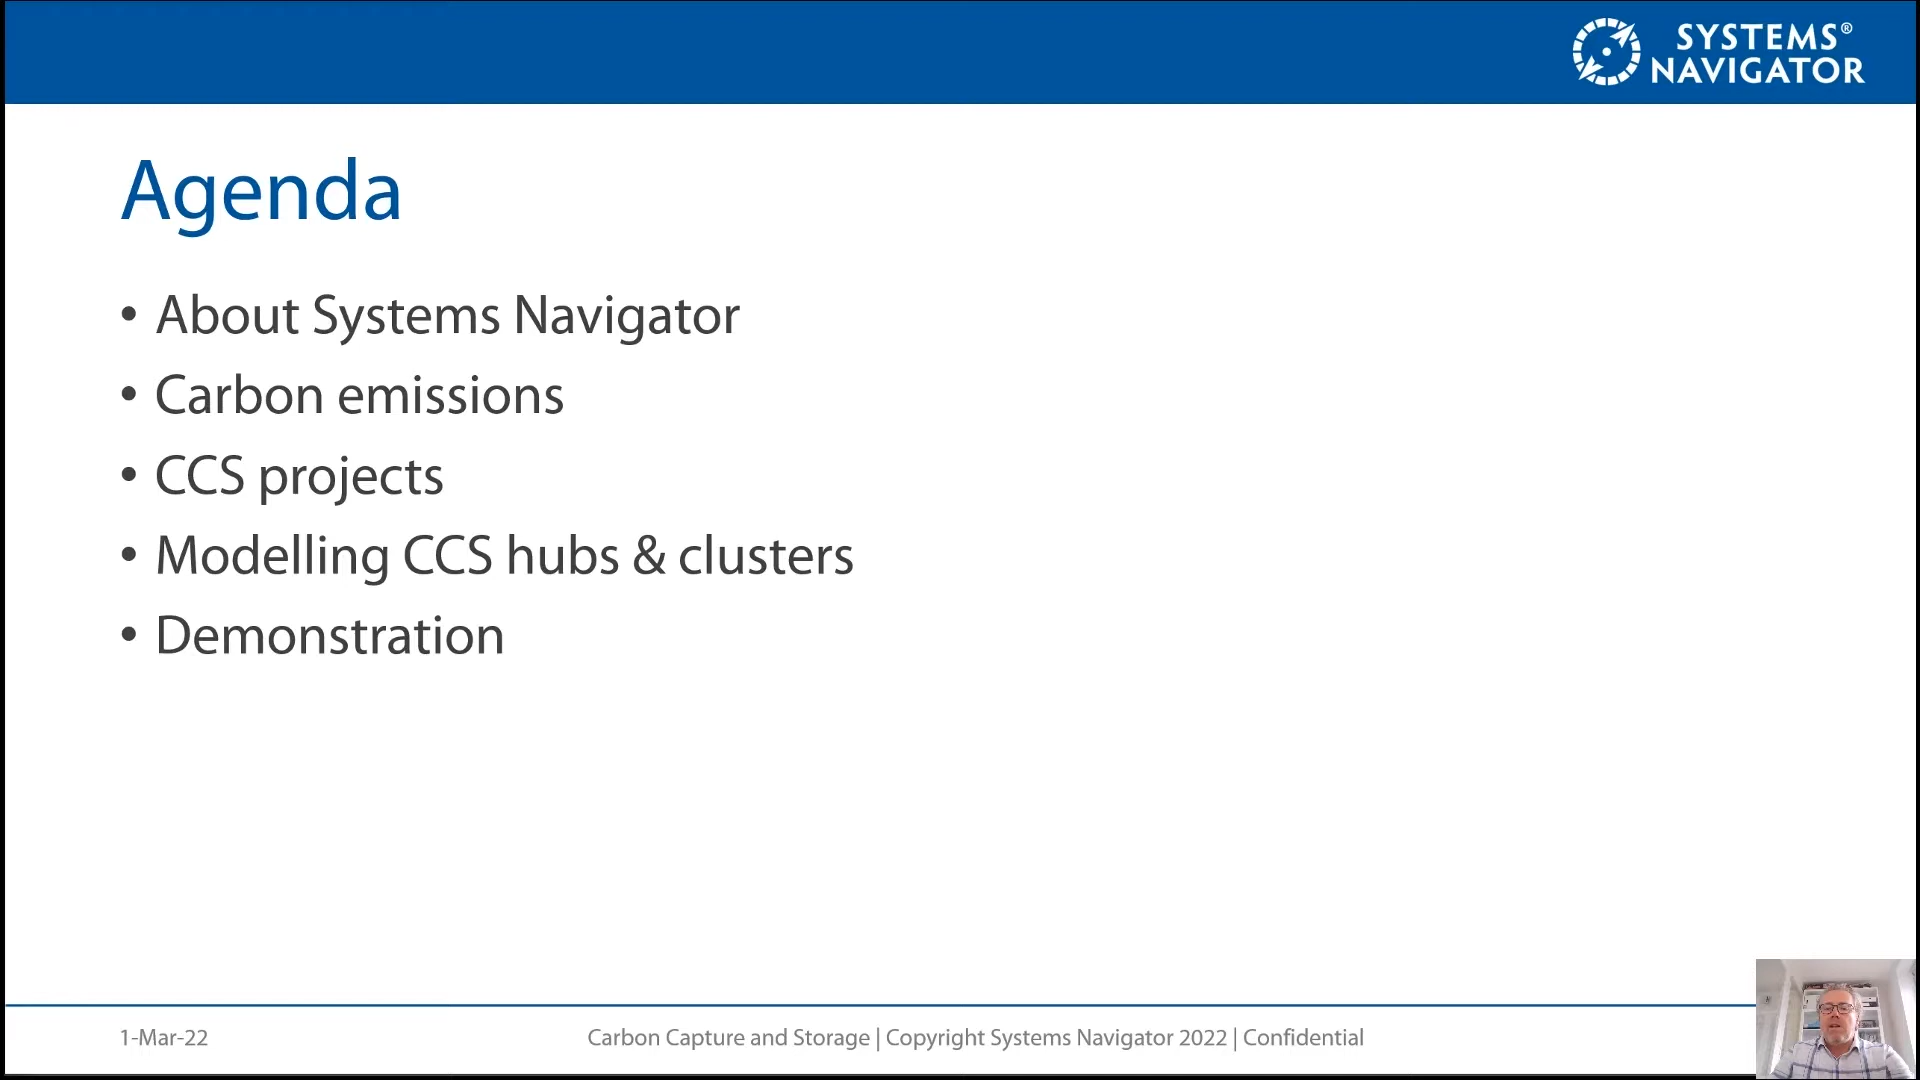 SYSTEMS®
NAVIGATOR
Agenda
• About Systems Navigator
• Carbon emissions
• CCS projects
• Modelling CCS hubs & clusters
• Demonstration
1-Mar-22
Carbon Capture and Storage | Copyright Systems Navigator 2022 | Confidential